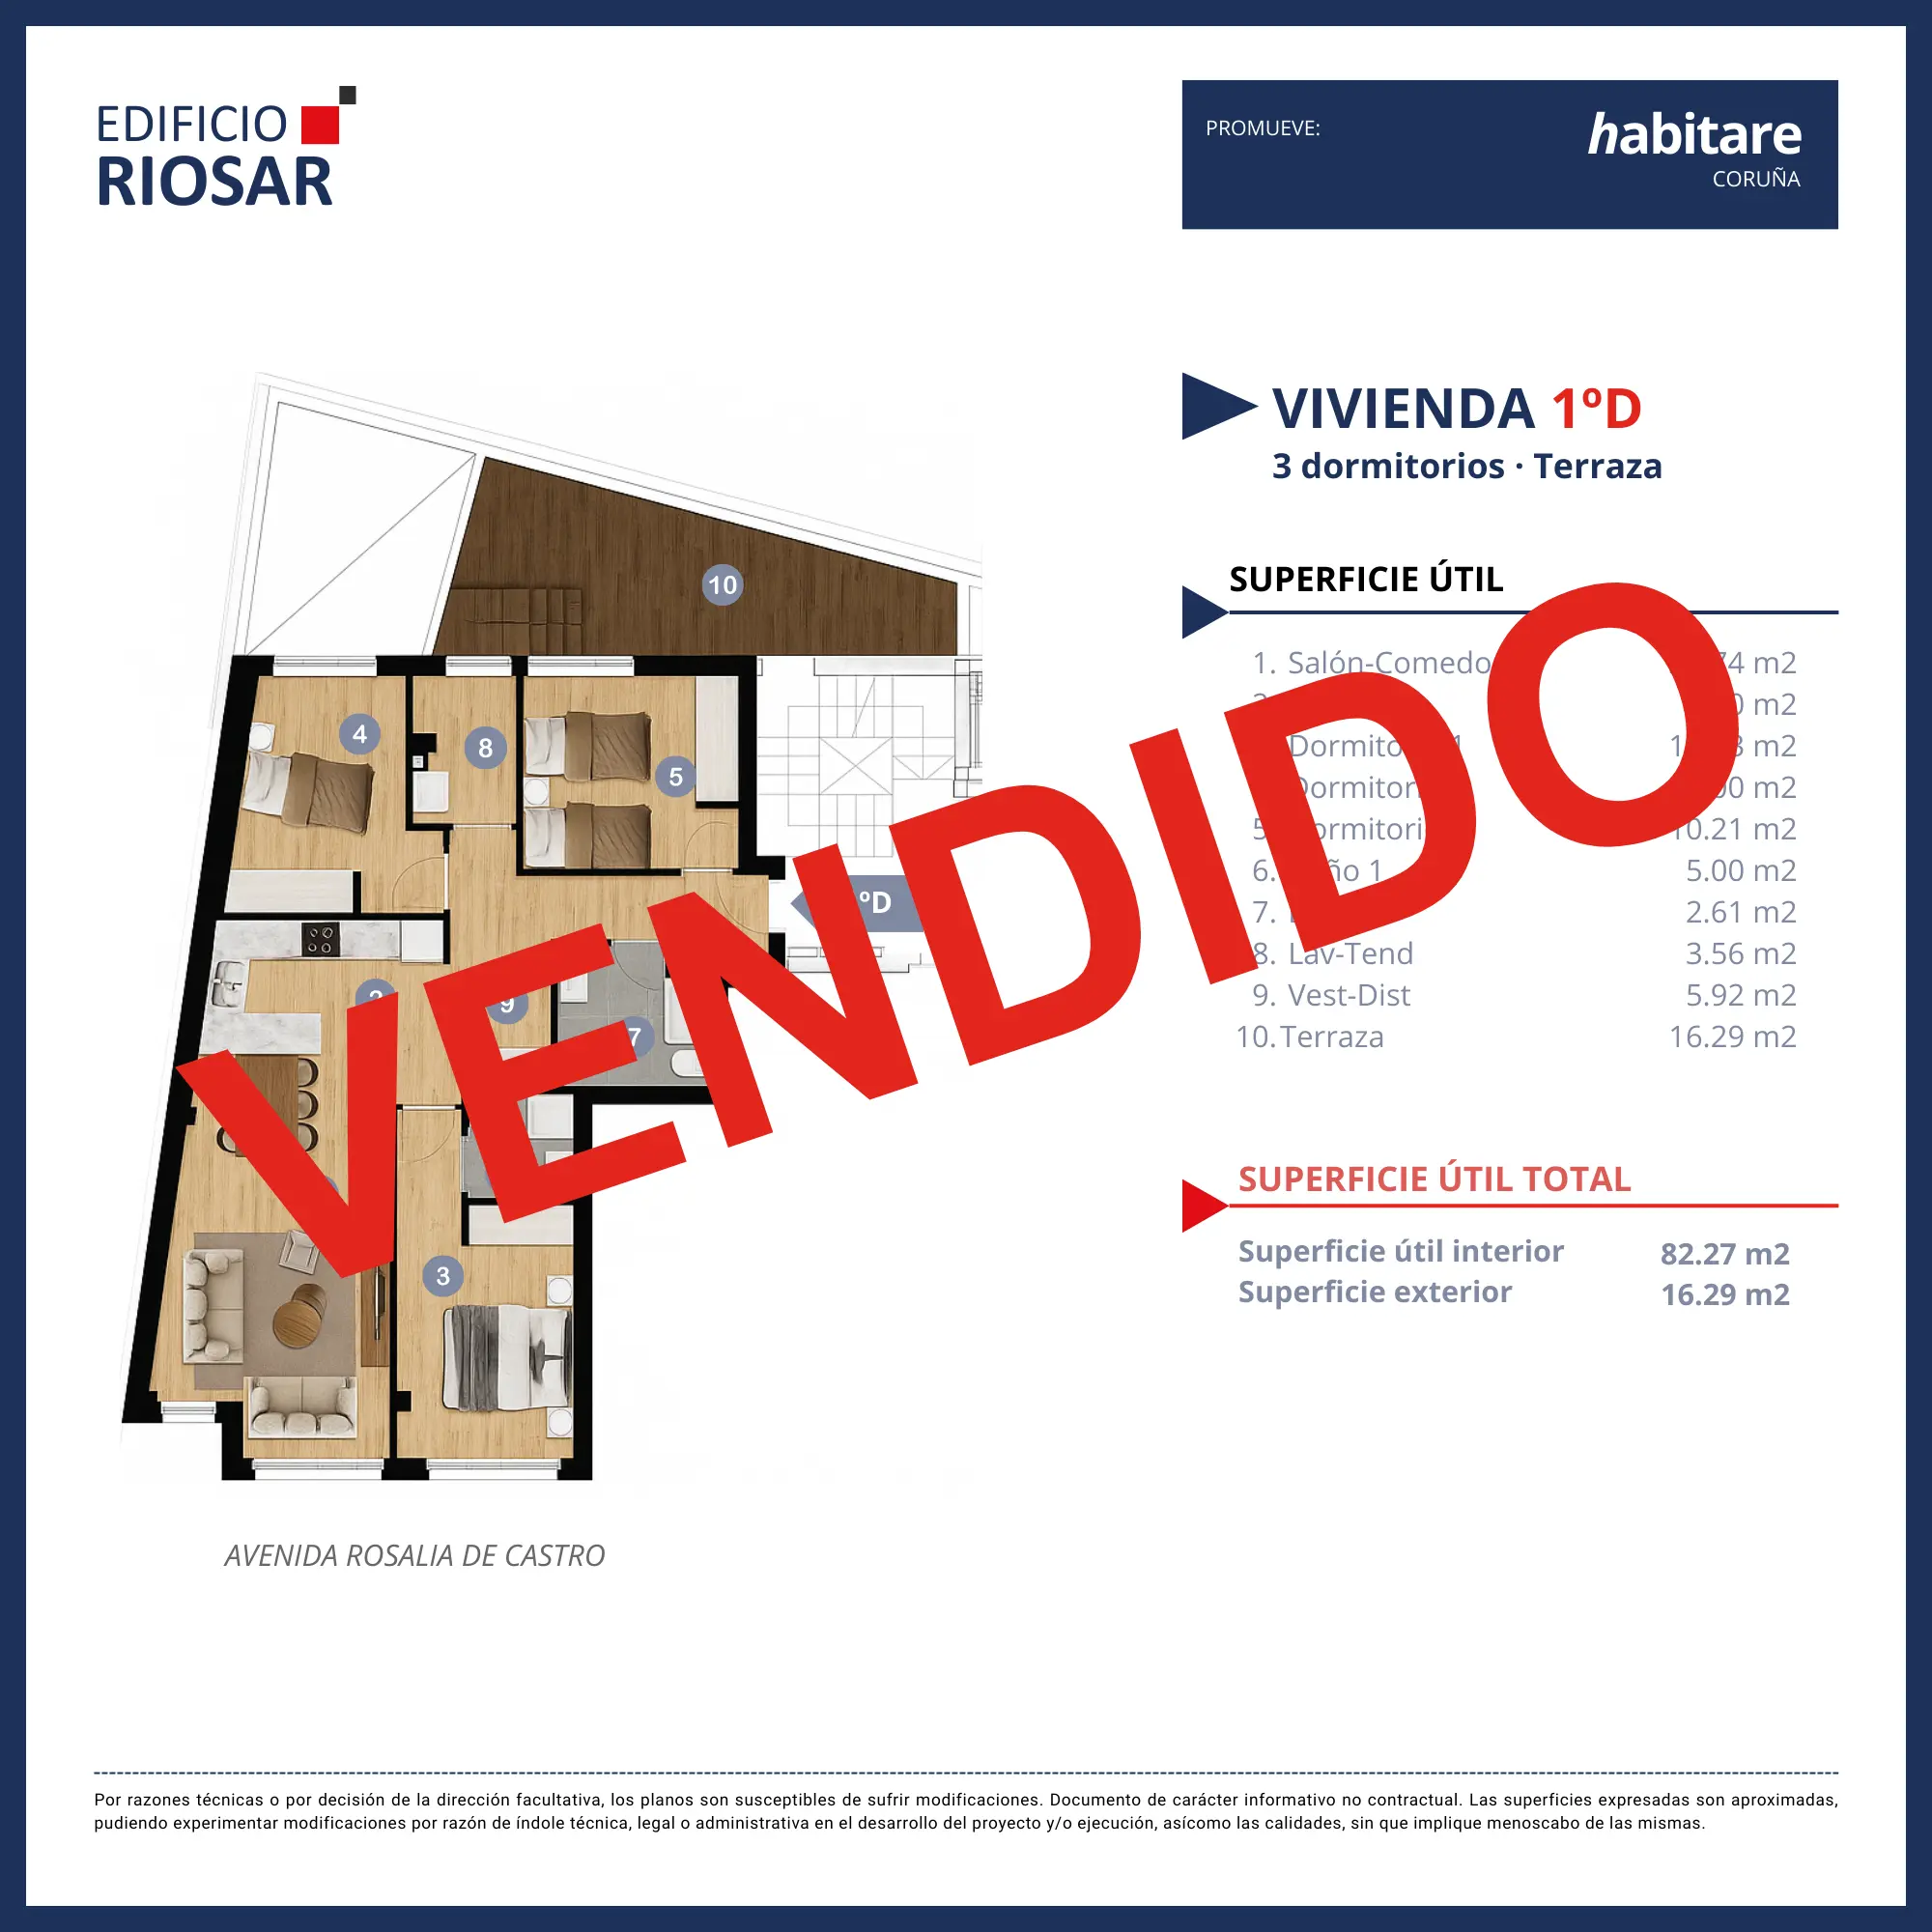 EDIFICIO
RIOSAR
PROMUEVE:
habitare
CORUÑA
VIVIENDA 1ºD
3 dormitorios · Terraza
SUPERFICIE ÚTIL
1. m2
m2
m2
m2
10.21 m2
6. 1 5.00 m2
7. 2.61 m2
8. Lav-Tend 3.56 m2
9. Vest-Dist 5.92 m2
10. Terraza 16.29 m2
SUPERFICIE ÚTIL TOTAL
Superficie útil interior 82.27 m2
Superficie exterior 16.29 m2
10
4
8
5
ºD
9
7
3
VENDIDO
AVENIDA ROSALIA DE CASTRO
Por razones técnicas o por decisión de la dirección facultativa, los planos son susceptibles de sufrir modificaciones. Documento de carácter informativo no contractual. Las superficies expresadas son aproximadas,
pudiendo experimentar modificaciones por razón de índole técnica, legal o administrativa en el desarrollo del proyecto y/o ejecución, asícomo las calidades, sin que implique menoscabo de las mismas.